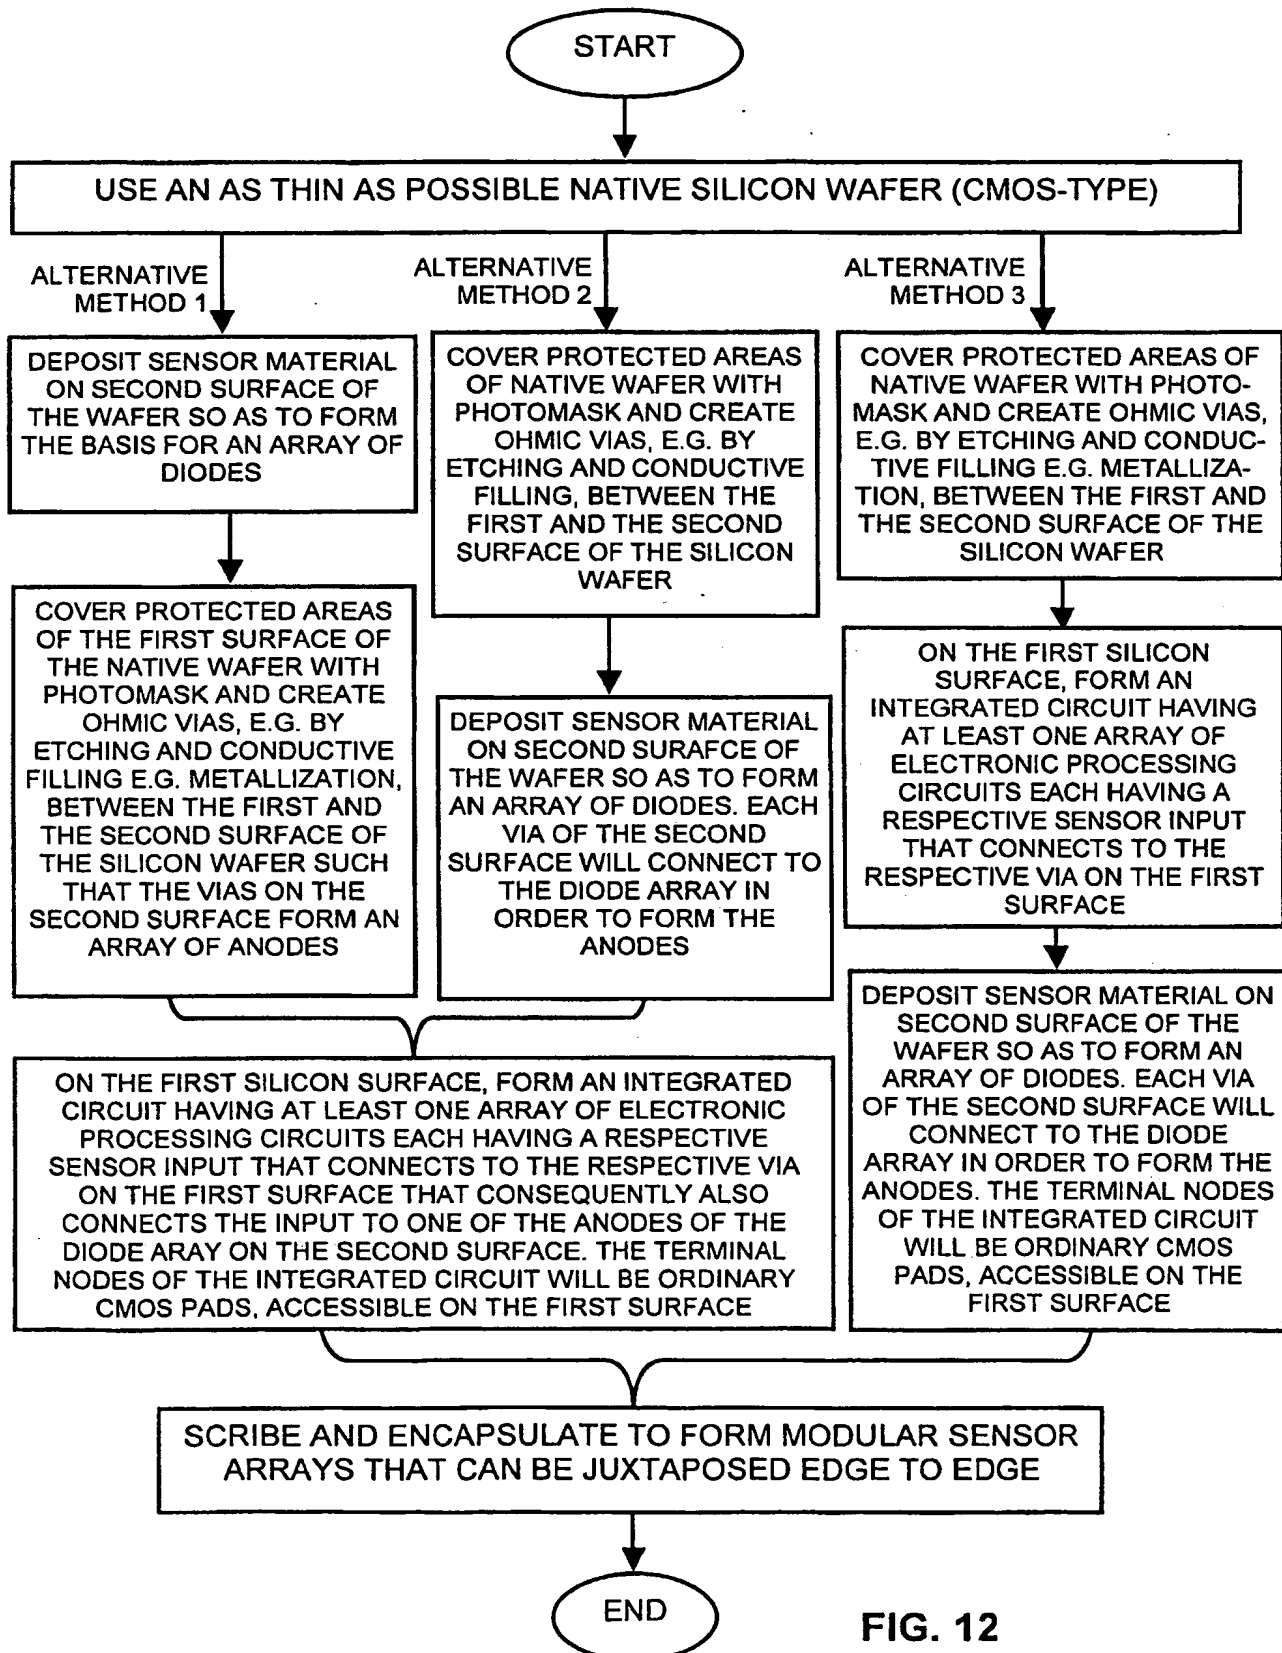 START
USE AN AS THIN AS POSSIBLE NATIVE SILICON WAFER (CMOS-TYPE)
ALTERNATIVE
METHOD 1
DEPOSIT SENSOR MATERIAL
ON SECOND SURFACE OF
THE WAFER SO AS TO FORM
THE BASIS FOR AN ARRAY OF
DIODES
COVER PROTECTED AREAS
OF THE FIRST SURFACE OF
THE NATIVE WAFER WITH
PHOTOMASK AND CREATE
OHMIC VIAS, E.G. BY
ETCHING AND CONDUCTIVE
FILLING E.G. METALLIZATION,
BETWEEN THE FIRST AND
THE SECOND SURFACE OF
THE SILICON WAFER SUCH
THAT THE VIAS ON THE
SECOND SURFACE FORM AN
ARRAY OF ANODES
ALTERNATIVE
METHOD 2
COVER PROTECTED AREAS
OF NATIVE WAFER WITH
PHOTOMASK AND CREATE
OHMIC VIAS, E.G. BY
ETCHING AND CONDUCTIVE
FILLING, BETWEEN THE
FIRST AND THE SECOND
SURFACE OF THE SILICON
WAFER
DEPOSIT SENSOR MATERIAL
ON SECOND SURAFCE OF
THE WAFER SO AS TO FORM
AN ARRAY OF DIODES. EACH
VIA OF THE SECOND
SURFACE WILL CONNECT TO
THE DIODE ARRAY IN
ORDER TO FORM THE
ANODES
ON THE FIRST SILICON SURFACE, FORM AN INTEGRATED
CIRCUIT HAVING AT LEAST ONE ARRAY OF ELECTRONIC
PROCESSING CIRCUITS EACH HAVING A RESPECTIVE
SENSOR INPUT THAT CONNECTS TO THE RESPECTIVE VIA
ON THE FIRST SURFACE THAT CONSEQUENTLY ALSO
CONNECTS THE INPUT TO ONE OF THE ANODES OF THE
DIODE ARAY ON THE SECOND SURFACE. THE TERMINAL
NODES OF THE INTEGRATED CIRCUIT WILL BE ORDINARY
CMOS PADS, ACCESSIBLE ON THE FIRST SURFACE
ALTERNATIVE
METHOD 3
COVER PROTECTED AREAS OF
NATIVE WAFER WITH PHOTO-
MASK AND CREATE OHMIC VIAS,
E.G. BY ETCHING AND CONDUC-
TIVE FILLING E.G. METALLIZA-
TION, BETWEEN THE FIRST AND
THE SECOND SURFACE OF THE
SILICON WAFER
ON THE FIRST SILICON
SURFACE, FORM AN
INTEGRATED CIRCUIT HAVING
AT LEAST ONE ARRAY OF
ELECTRONIC PROCESSING
CIRCUITS EACH HAVING A
RESPECTIVE SENSOR INPUT
THAT CONNECTS TO THE
RESPECTIVE VIA ON THE FIRST
SURFACE
DEPOSIT SENSOR MATERIAL ON
SECOND SURFACE OF THE
WAFER SO AS TO FORM AN
ARRAY OF DIODES. EACH VIA
OF THE SECOND SURFACE WILL
CONNECT TO THE DIODE
ARRAY IN ORDER TO FORM THE
ANODES. THE TERMINAL NODES
OF THE INTEGRATED CIRCUIT
WILL BE ORDINARY CMOS
PADS, ACCESSIBLE ON THE
FIRST SURFACE
SCRIBE AND ENCAPSULATE TO FORM MODULAR SENSOR
ARRAYS THAT CAN BE JUXTAPOSED EDGE TO EDGE
END
FIG. 12